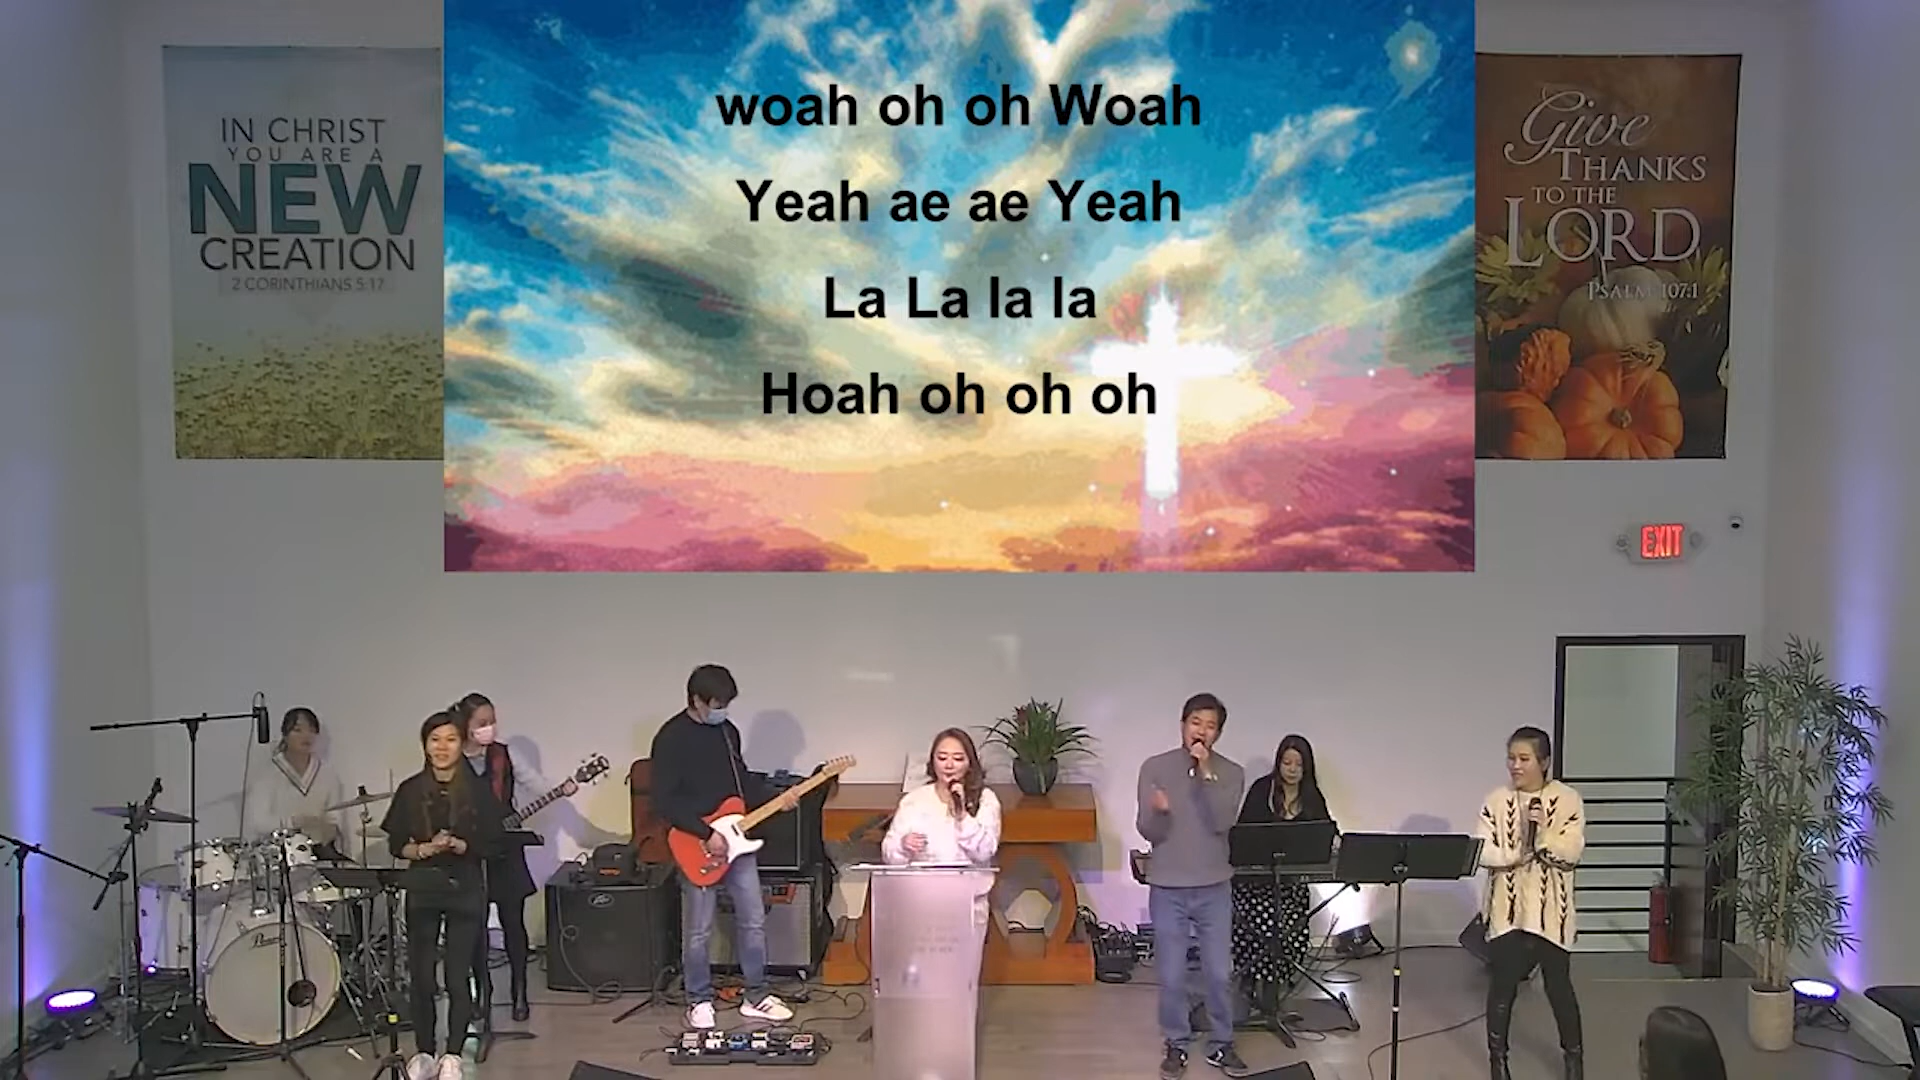 IN CHRIST
YOU ARE A
NEW
CREATION
2 CORINTHIANS 5:17
woah oh oh Woah
Yeah ae ae Yeah
La La la la
Hoah oh oh oh
Give
THANKS
TO THE
LORD
PSALM 107:1
EXIT
Pearl